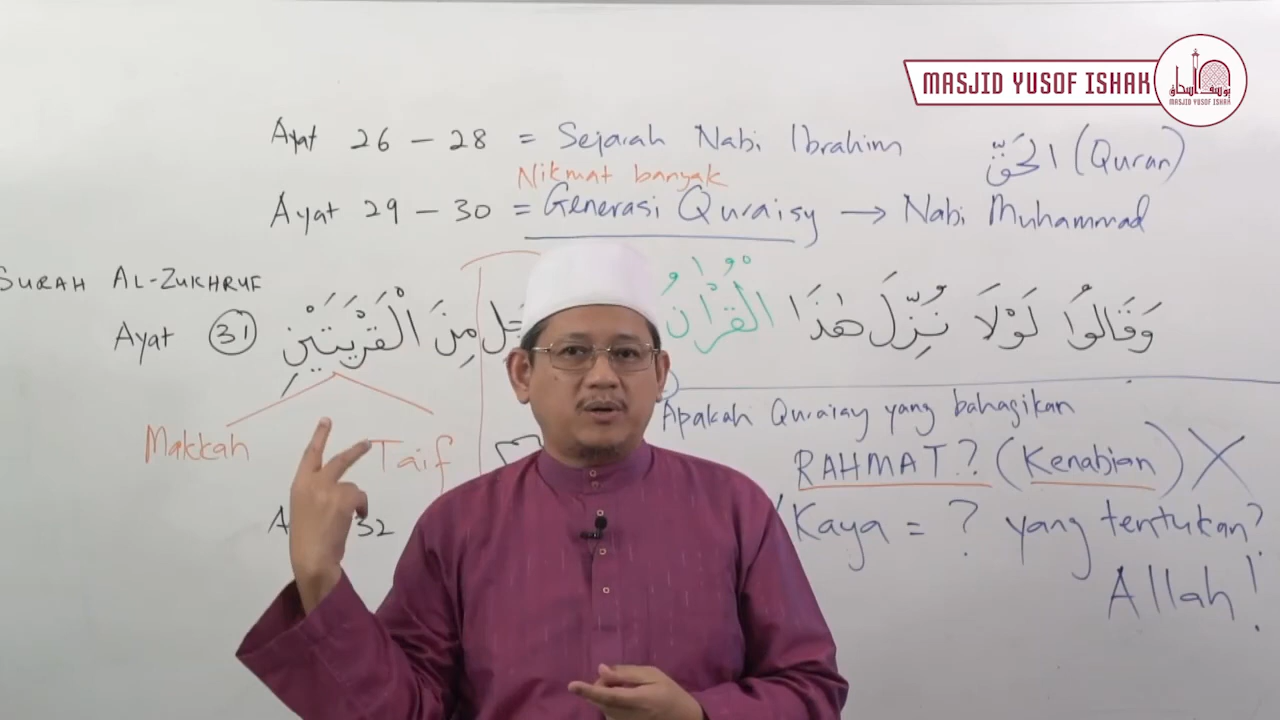 MASJID YUSOF ISHAK
MASJID YUSOF ISHAK
Ayat 26 – 28 = Sejarah Nabi Ibrahim
الحَقّ (Quran)
Nikmat banyak
Ayat 29 – 30 = Generasi Quraisy → Nabi Muhammad
SURAH AL-ZUKHRUF
Ayat 31
وَقَالُوا لَوْلَا نُزِّلَ هٰذَا الْقُرْآنُ مِنَ الْقَرْيَتَيْنِ
Makkah Taif
Apakah Quraisy yang bahagikan
RAHMAT? (Kenabian) X
32
Kaya = ? yang tentukan?
Allah!